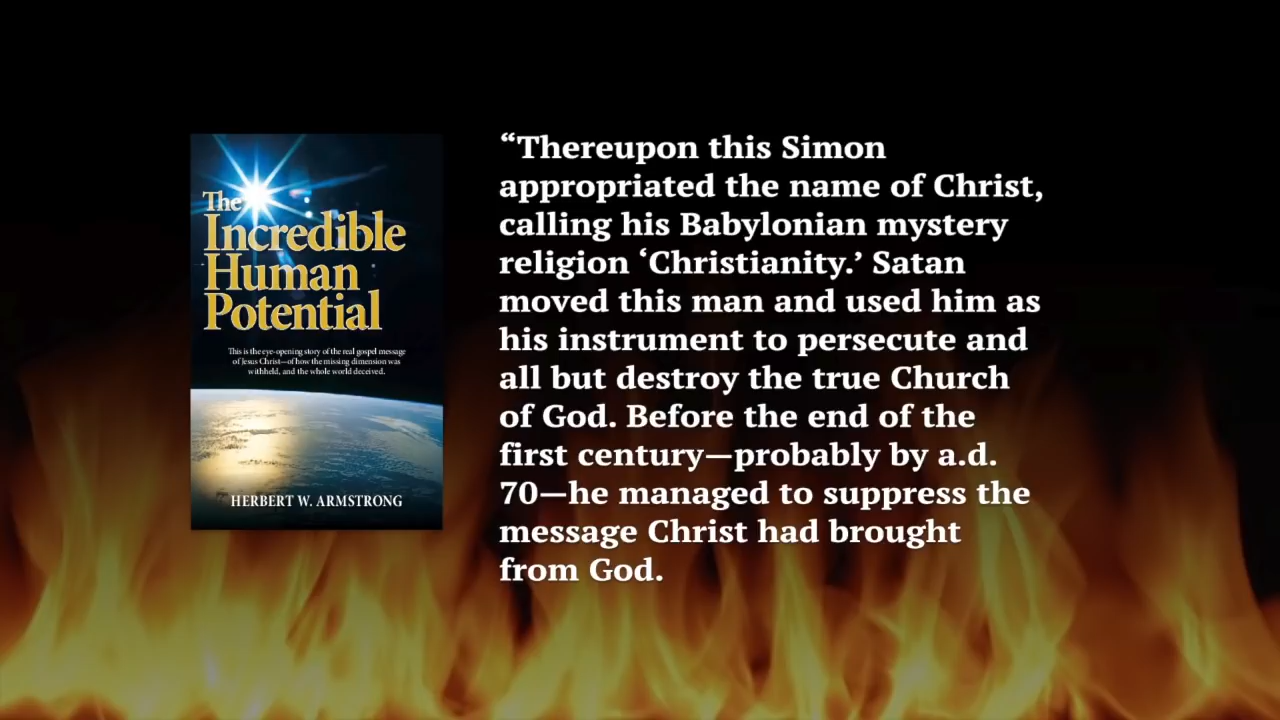 The
Incredible
Human
Potential
This is the eye-opening story of the real gospel message
of Jesus Christ—of how the missing dimension was
withheld, and the whole world deceived.
HERBERT W. ARMSTRONG
“Thereupon this Simon
appropriated the name of Christ,
calling his Babylonian mystery
religion ‘Christianity.’ Satan
moved this man and used him as
his instrument to persecute and
all but destroy the true Church
of God. Before the end of the
first century—probably by a.d.
70—he managed to suppress the
message Christ had brought
from God.